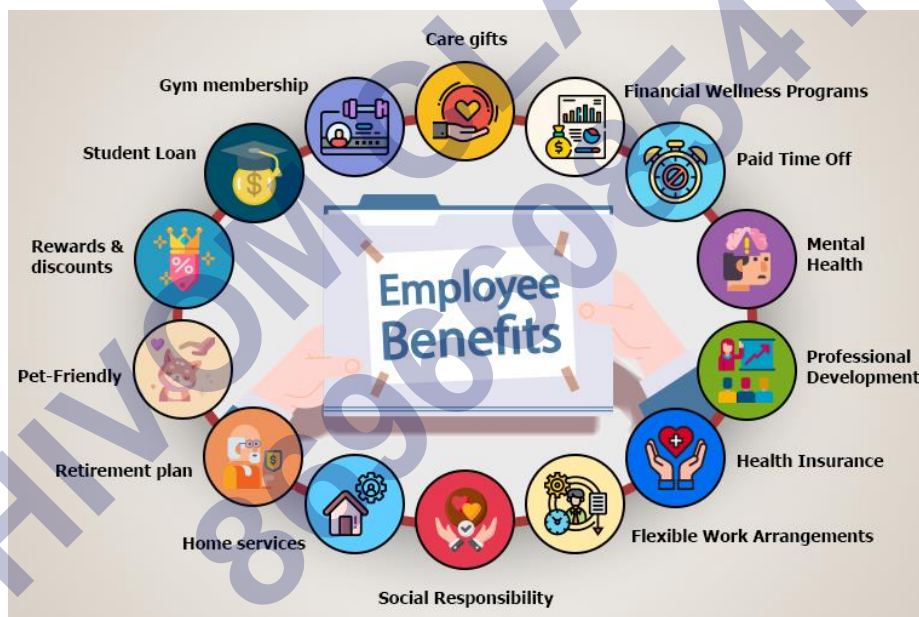 Care gifts
Gym membership
Financial Wellness Programs
Student Loan
Paid Time Off
Rewards &
discounts
Mental
Health
Employee
Benefits
Pet-Friendly
Professional
Development
Retirement plan
Health Insurance
Home services
Flexible Work Arrangements
Social Responsibility